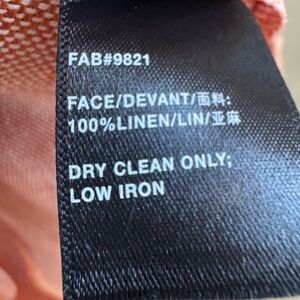 FAB#9821
FACE/DEVANT/面料:
100%LINEN/LIN/亚麻
DRY CLEAN ONLY;
LOW IRON